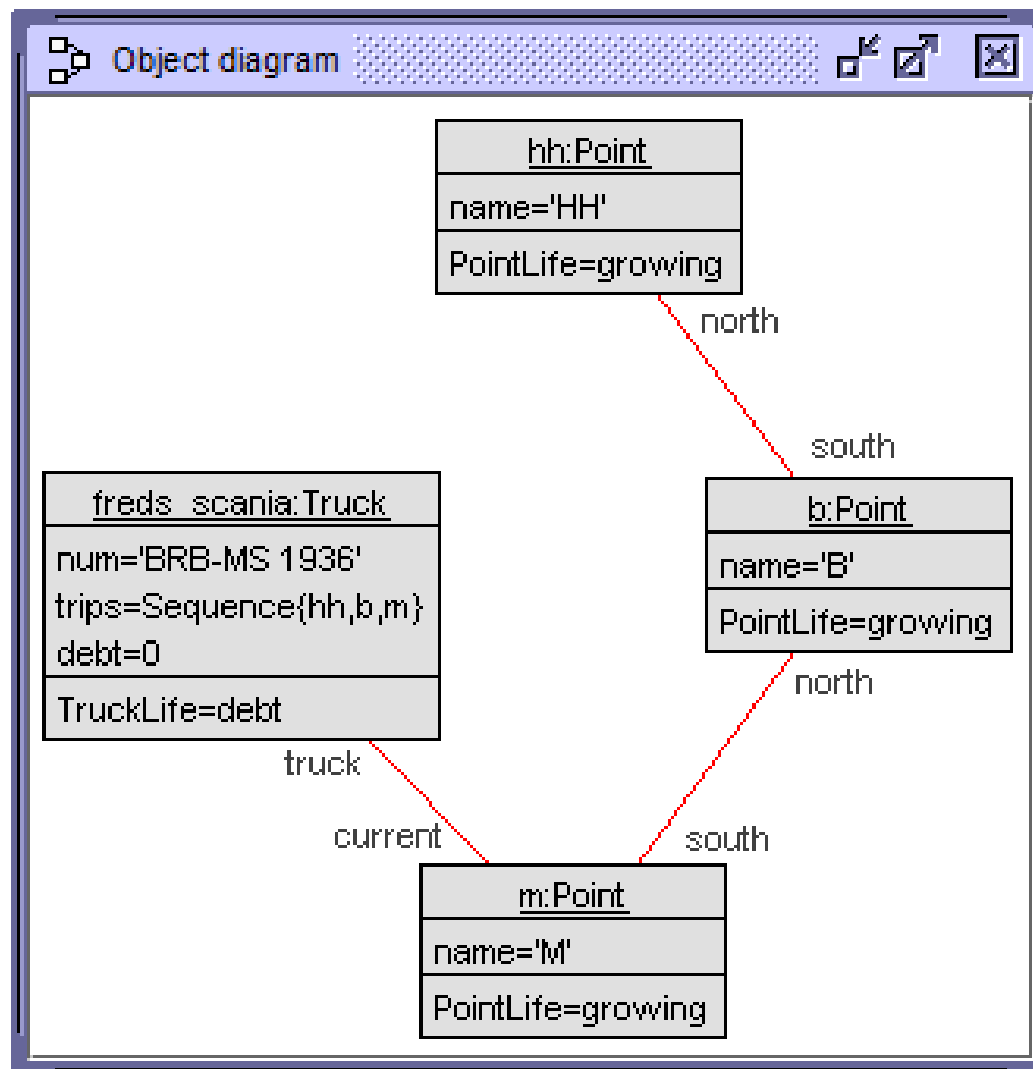 Object diagram
hh:Point
name='HH'
PointLife=growing
north
south
freds_scania:Truck
num='BRB-MS 1936'
trips=Sequence{hh,b,m}
debt=0
TruckLife=debt
b:Point
name='B'
PointLife=growing
north
truck
current
south
m:Point
name='M'
PointLife=growing